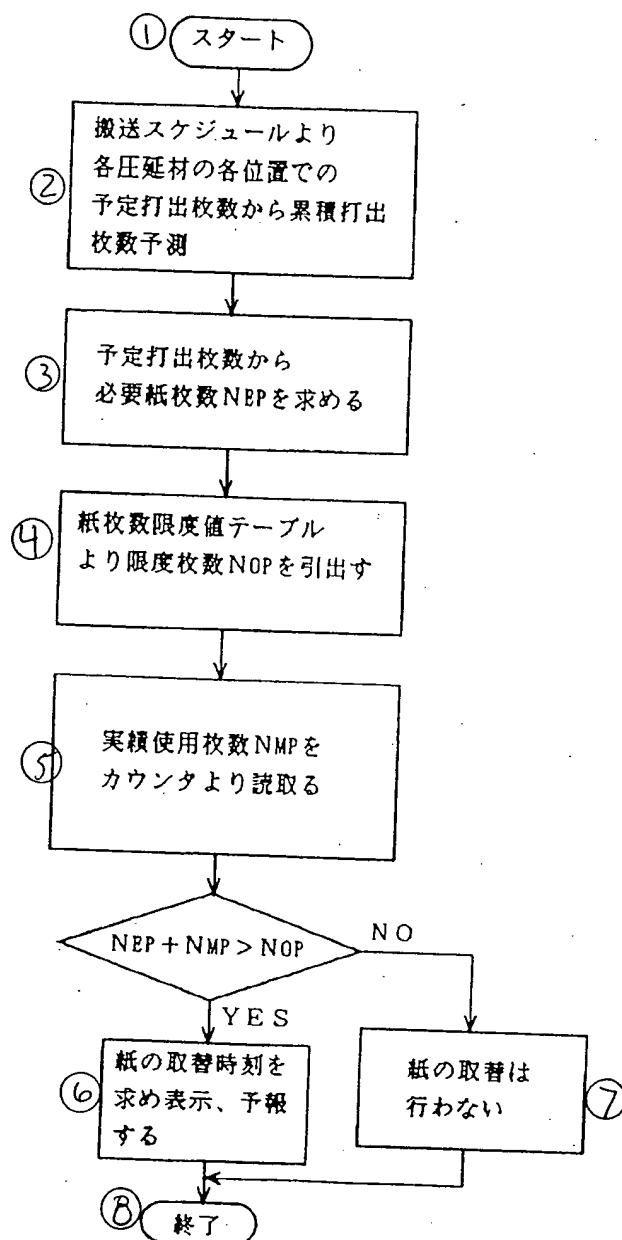 ① スタート
②
搬送スケジュールより
各圧延材の各位置での
予定打出枚数から累積打出
枚数予測
③
予定打出枚数から
必要紙枚数NEPを求める
④
紙枚数限度値テーブル
より限度枚数NOPを引出す
⑤
実績使用枚数NMPを
カウンタより読取る
NEP+NMP>NOP
NO
YES
⑥
紙の取替時刻を
求め表示、予報
する
紙の取替は
行わない
⑦
⑧
終了